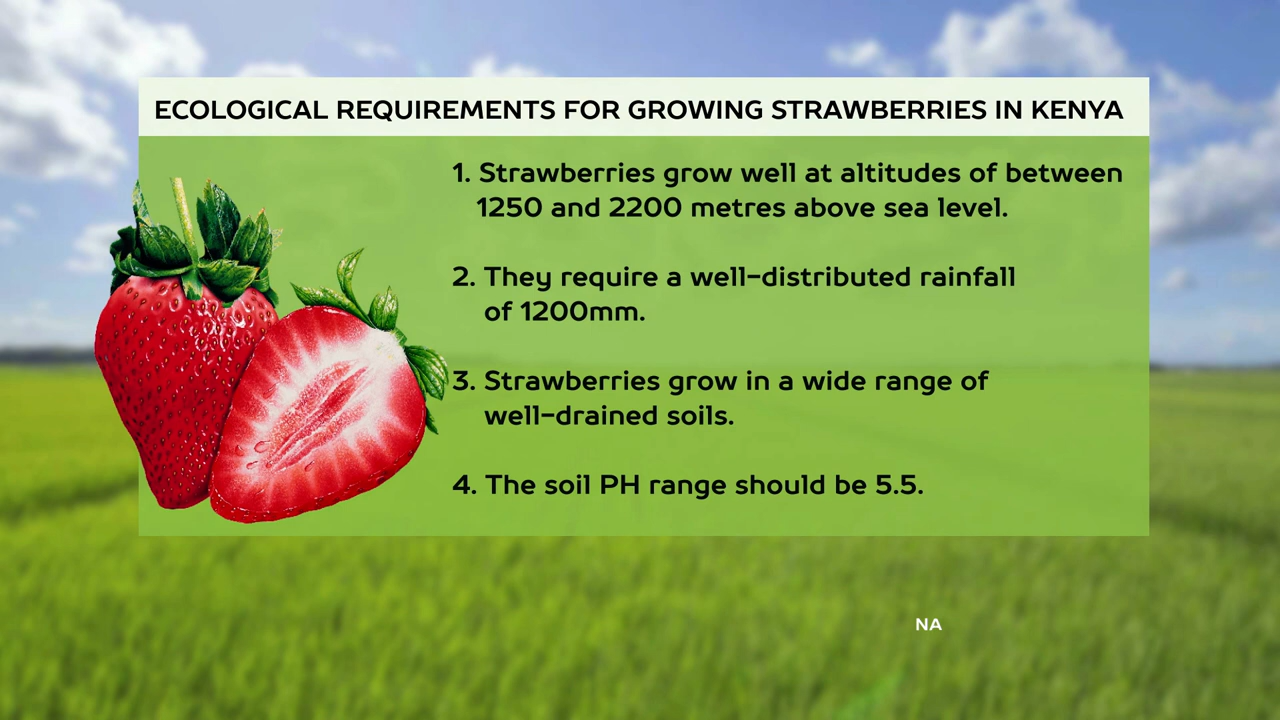 ECOLOGICAL REQUIREMENTS FOR GROWING STRAWBERRIES IN KENYA
1. Strawberries grow well at altitudes of between
1250 and 2200 metres above sea level.
2. They require a well-distributed rainfall
of 1200mm.
3. Strawberries grow in a wide range of
well-drained soils.
4. The soil PH range should be 5.5.
NA